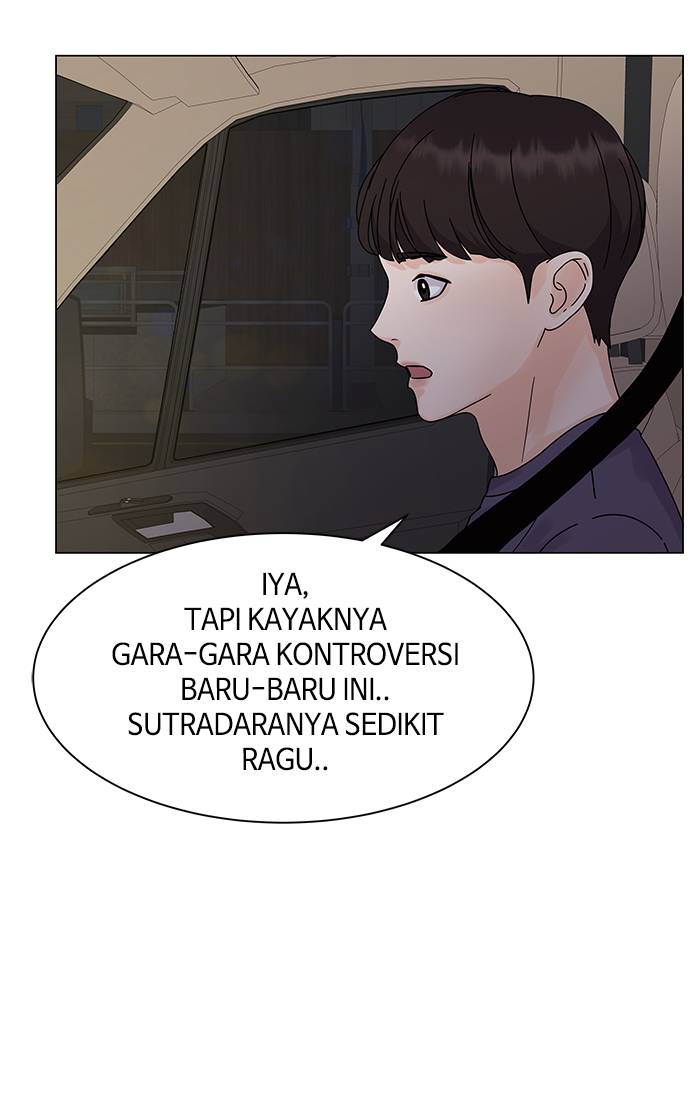 IYA,
TAPI KAYAKNYA
GARA-GARA KONTROVERSI
BARU-BARU INI..
SUTRADARANYA SEDIKIT
RAGU..